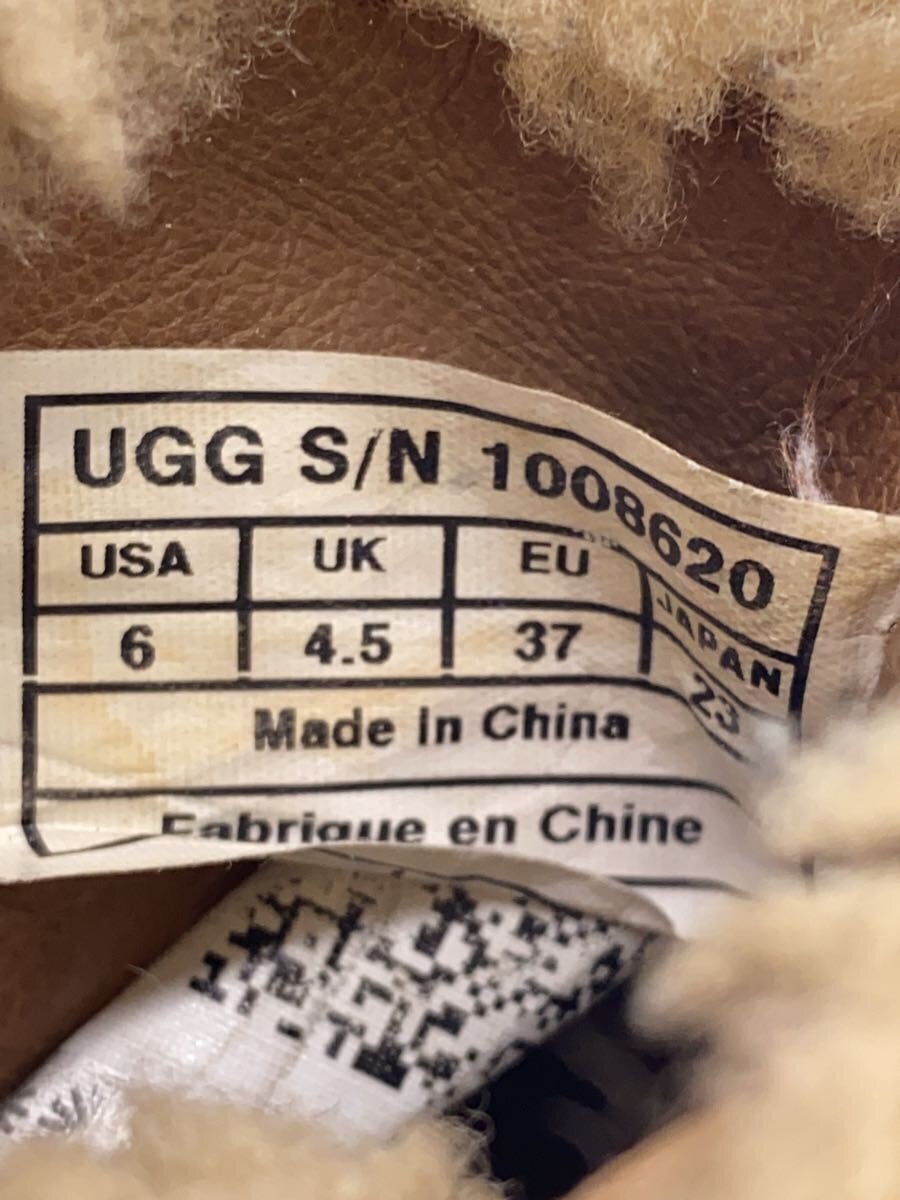 UGG S/N 1008620
USA UK EU JAPAN
6 4.5 37 23
Made in China
Fabrique en Chine